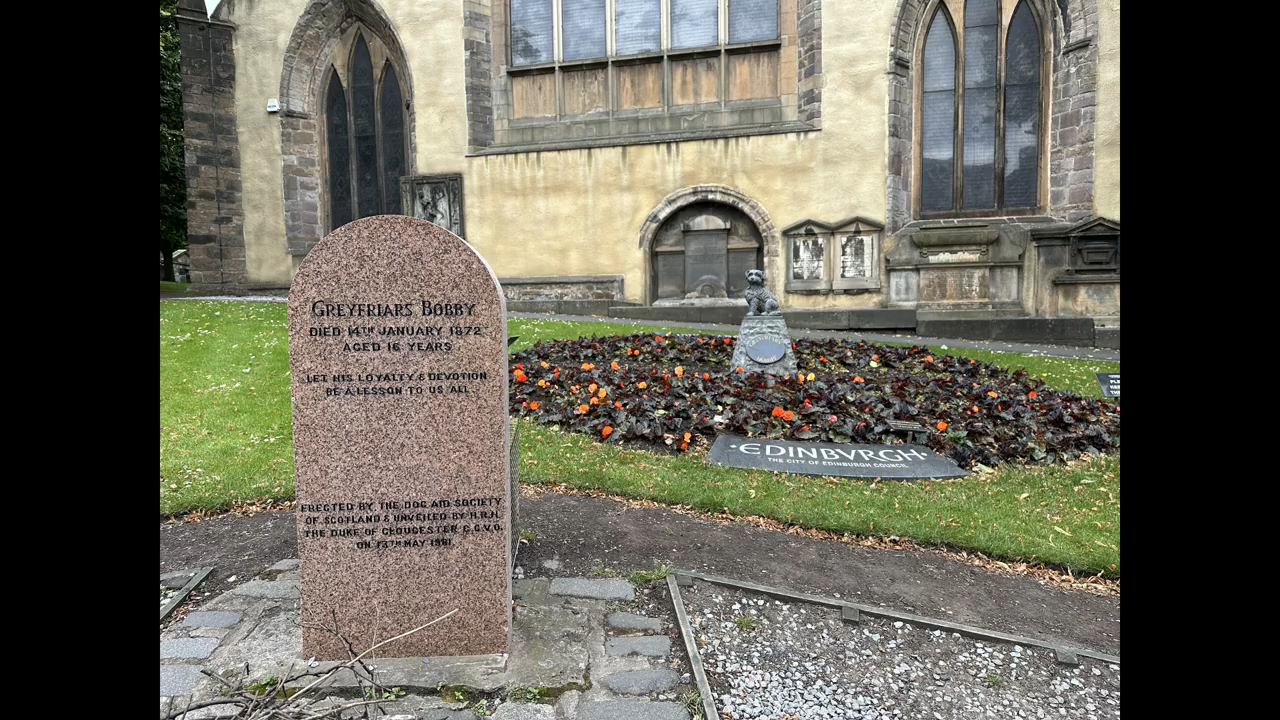 GREYFRIARS BOBBY
DIED 14TH JANUARY 1872
AGED 16 YEARS
LET HIS LOYALTY & DEVOTION
BE A LESSON TO US ALL
ERECTED BY THE DOG AID SOCIETY
OF SCOTLAND & UNVEILED BY H.R.H.
THE DUKE OF GLOUCESTER G.C.V.O.
ON 13TH MAY 1981
·EDINBVRGH·
THE CITY OF EDINBURGH COUNCIL